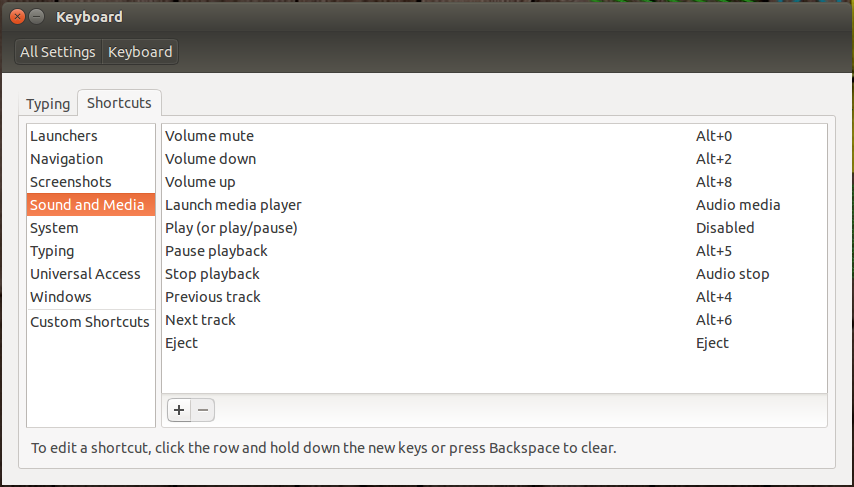 Keyboard
All Settings Keyboard
Typing Shortcuts
Launchers
Navigation
Screenshots
Sound and Media
System
Typing
Universal Access
Windows
Custom Shortcuts
Volume mute Alt+0
Volume down Alt+2
Volume up Alt+8
Launch media player Audio media
Play (or play/pause) Disabled
Pause playback Alt+5
Stop playback Audio stop
Previous track Alt+4
Next track Alt+6
Eject Eject
To edit a shortcut, click the row and hold down the new keys or press Backspace to clear.